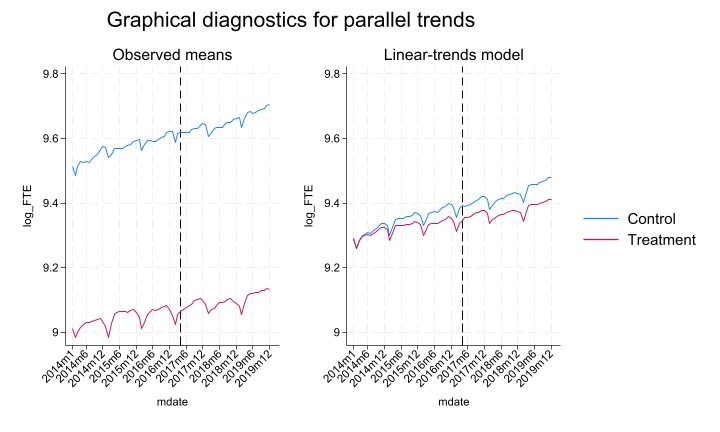 Graphical diagnostics for parallel trends
Observed means
9.8
9.6
9.4
9.2
9
log_FTE
2014m1
2014m6
2014m12
2015m6
2015m12
2016m6
2016m12
2017m6
2017m12
2018m6
2018m12
2019m6
2019m12
mdate
Linear-trends model
9.8
9.6
9.4
9.2
9
log_FTE
2014m1
2014m6
2014m12
2015m6
2015m12
2016m6
2016m12
2017m6
2017m12
2018m6
2018m12
2019m6
2019m12
mdate
Control
Treatment